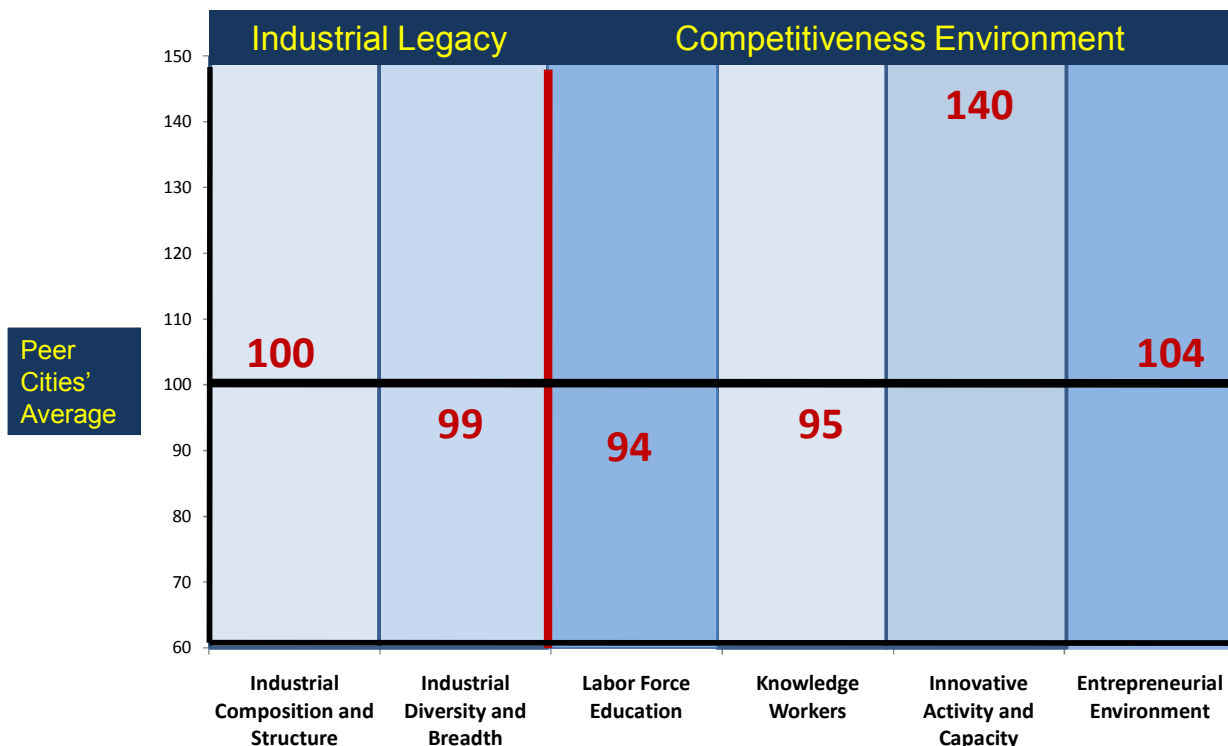 Industrial Legacy
Competitiveness Environment
150
140
130
120
110
100
90
80
70
60
Peer
Cities'
Average
100
99
94
95
140
104
Industrial
Composition and
Structure
Industrial
Diversity and
Breadth
Labor Force
Education
Knowledge
Workers
Innovative
Activity and
Capacity
Entrepreneurial
Environment